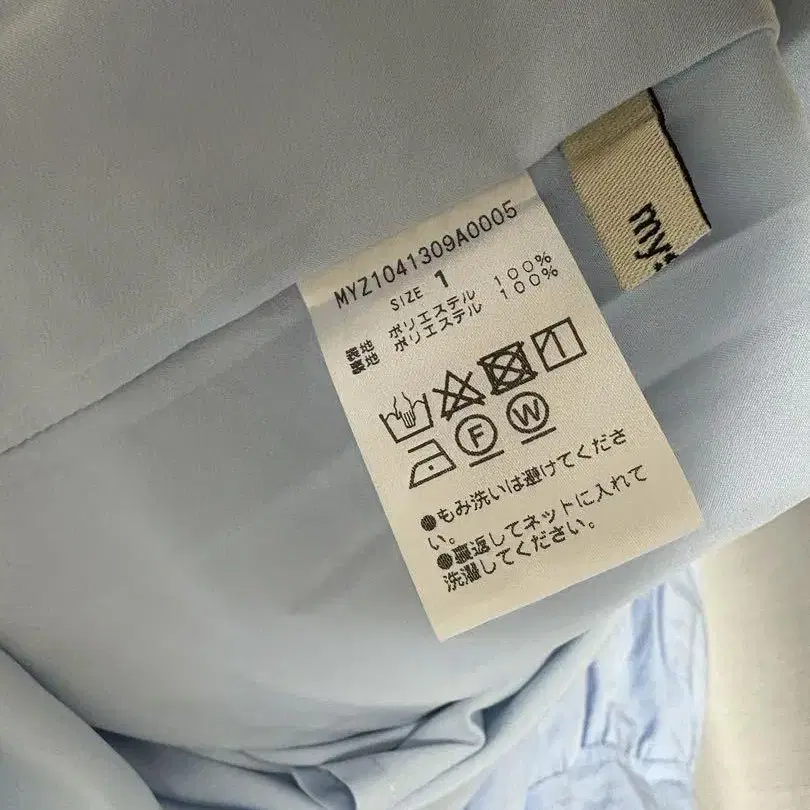 MYZ1041309A0005
SIZE 1
表地 ポリエステル 100%
裏地 ポリエステル 100%
F W
●もみ洗いは避けてくださ
い。
●裏返してネットに入れて
洗濯してください。
my